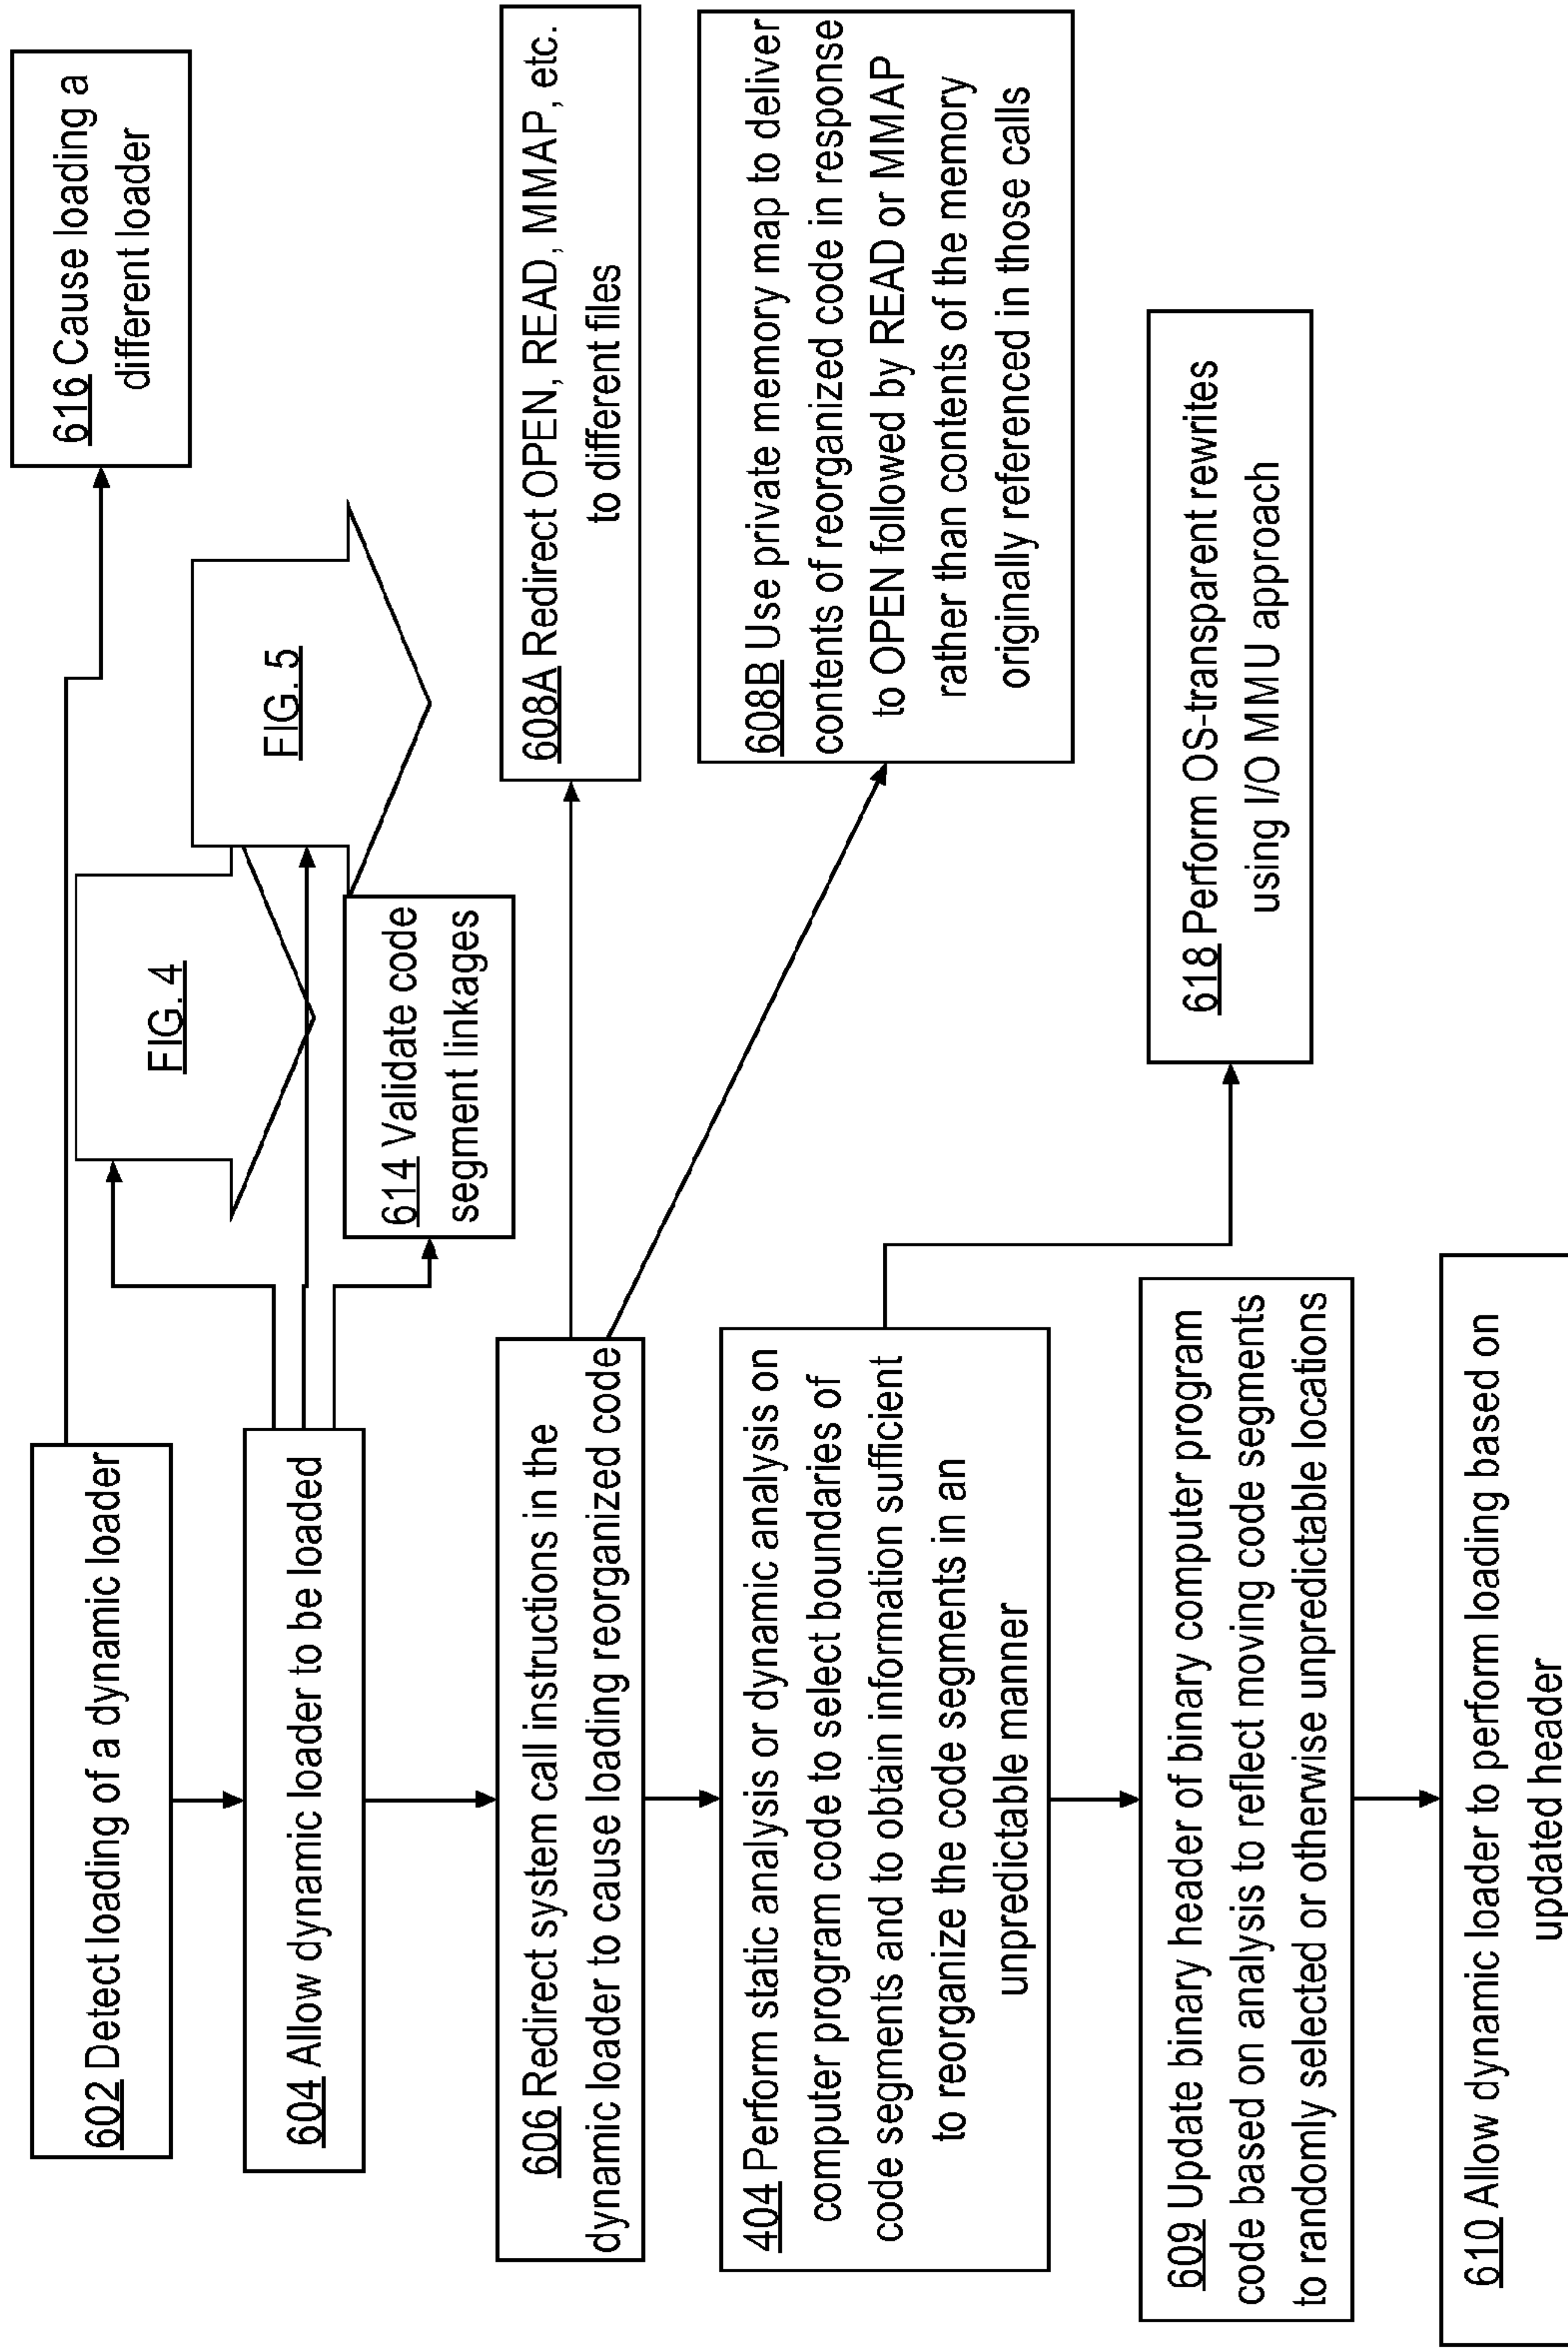 602 Detect loading of a dynamic loader
616 Cause loading a
different loader
604 Allow dynamic loader to be loaded
FIG. 4
FIG. 5
614 Validate code
segment linkages
606 Redirect system call instructions in the
dynamic loader to cause loading reorganized code
608A Redirect OPEN, READ, MMAP, etc.
to different files
608B Use private memory map to deliver
contents of reorganized code in response
to OPEN followed by READ or MMAP
rather than contents of the memory
originally referenced in those calls
404 Perform static analysis or dynamic analysis on
computer program code to select boundaries of
code segments and to obtain information sufficient
to reorganize the code segments in an
unpredictable manner
618 Perform OS-transparent rewrites
using I/O MMU approach
609 Update binary header of binary computer program
code based on analysis to reflect moving code segments
to randomly selected or otherwise unpredictable locations
610 Allow dynamic loader to perform loading based on
updated header